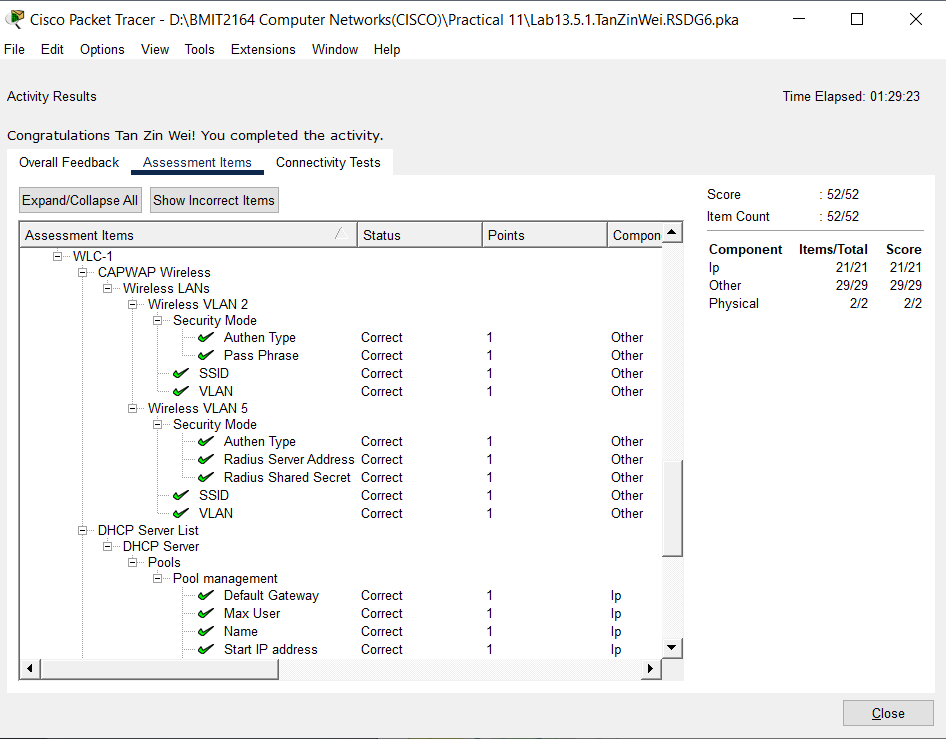 Cisco Packet Tracer - D:\BMIT2164 Computer Networks(CISCO)\Practical 11\Lab13.5.1.TanZinWei.RSDG6.pka
File Edit Options View Tools Extensions Window Help
Activity Results Time Elapsed: 01:29:23
Congratulations Tan Zin Wei! You completed the activity.
Overall Feedback Assessment Items Connectivity Tests
Expand/Collapse All Show Incorrect Items
Assessment Items Status Points Compon
WLC-1
CAPWAP Wireless
Wireless LANs
Wireless VLAN 2
Security Mode
Authen Type Correct 1 Other
Pass Phrase Correct 1 Other
SSID Correct 1 Other
VLAN Correct 1 Other
Wireless VLAN 5
Security Mode
Authen Type Correct 1 Other
Radius Server Address Correct 1 Other
Radius Shared Secret Correct 1 Other
SSID Correct 1 Other
VLAN Correct 1 Other
DHCP Server List
DHCP Server
Pools
Pool management
Default Gateway Correct 1 Ip
Max User Correct 1 Ip
Name Correct 1 Ip
Start IP address Correct 1 Ip
Score : 52/52
Item Count : 52/52
Component Items/Total Score
Ip 21/21 21/21
Other 29/29 29/29
Physical 2/2 2/2
Close